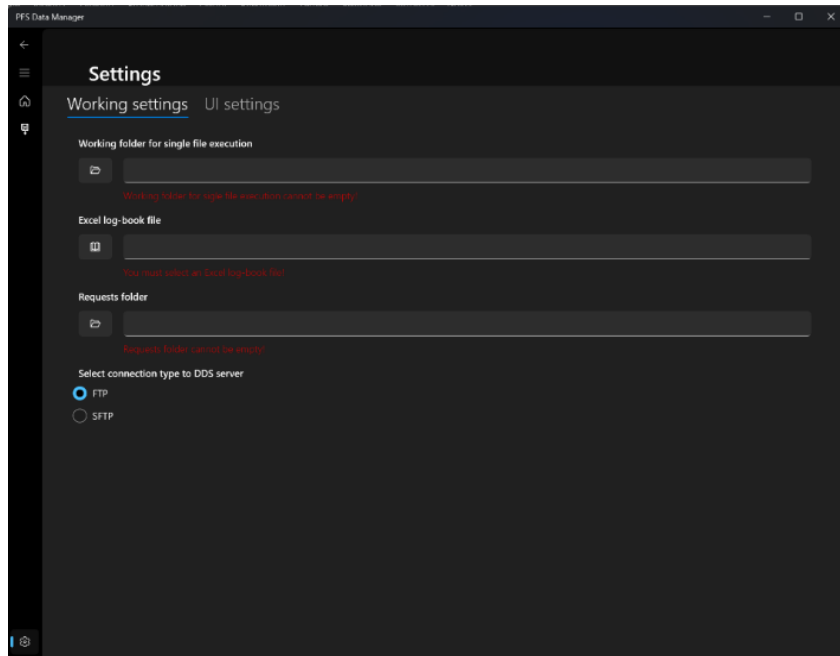 PFS Data Manager
Settings
Working settings UI settings
Working folder for single file execution
Working folder for sigle file execution cannot be empty!
Excel log-book file
You must select an Excel log-book file!
Requests folder
Requests folder cannot be empty!
Select connection type to DDS server
FTP
SFTP